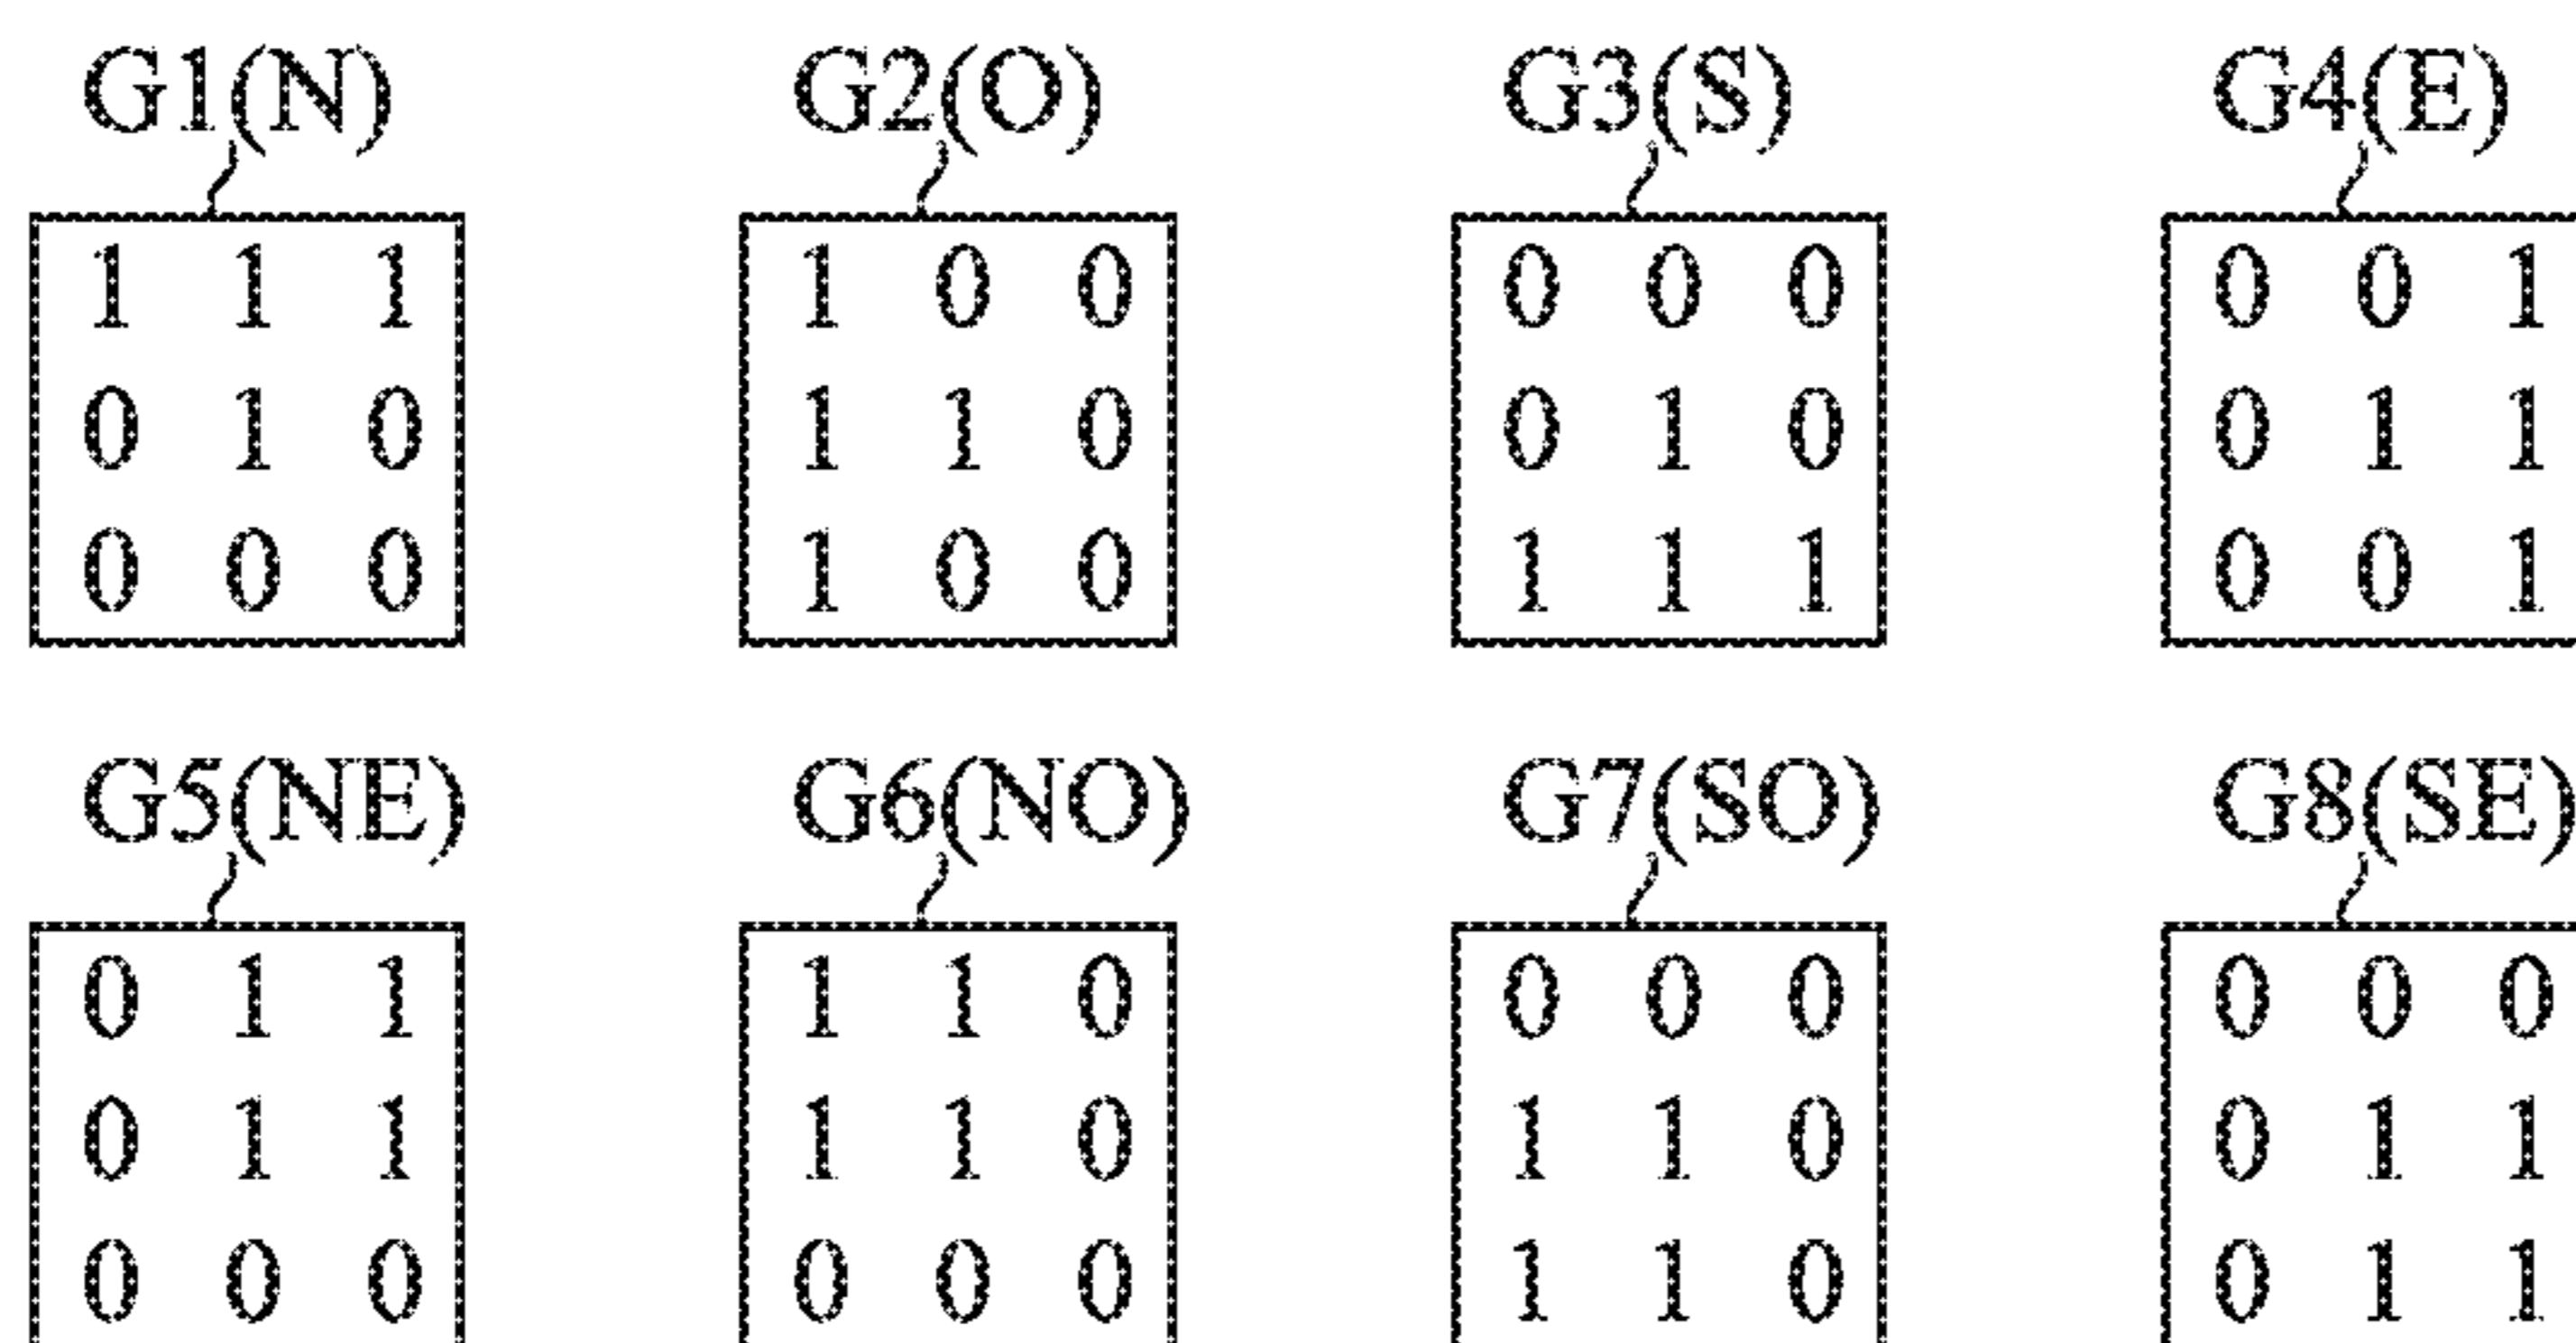 G1(N) G2(O) G3(S) G4(E)
1 1 1 1 0 0 0 0 0 0 0 1
0 1 0 1 1 0 0 1 0 0 1 1
0 0 0 1 0 0 1 1 1 0 0 1
G5(NE) G6(NO) G7(SO) G8(SE)
0 1 1 1 1 0 0 0 0 0 0 0
0 1 1 1 1 0 1 1 0 0 1 1
0 0 0 0 0 0 1 1 0 0 1 1